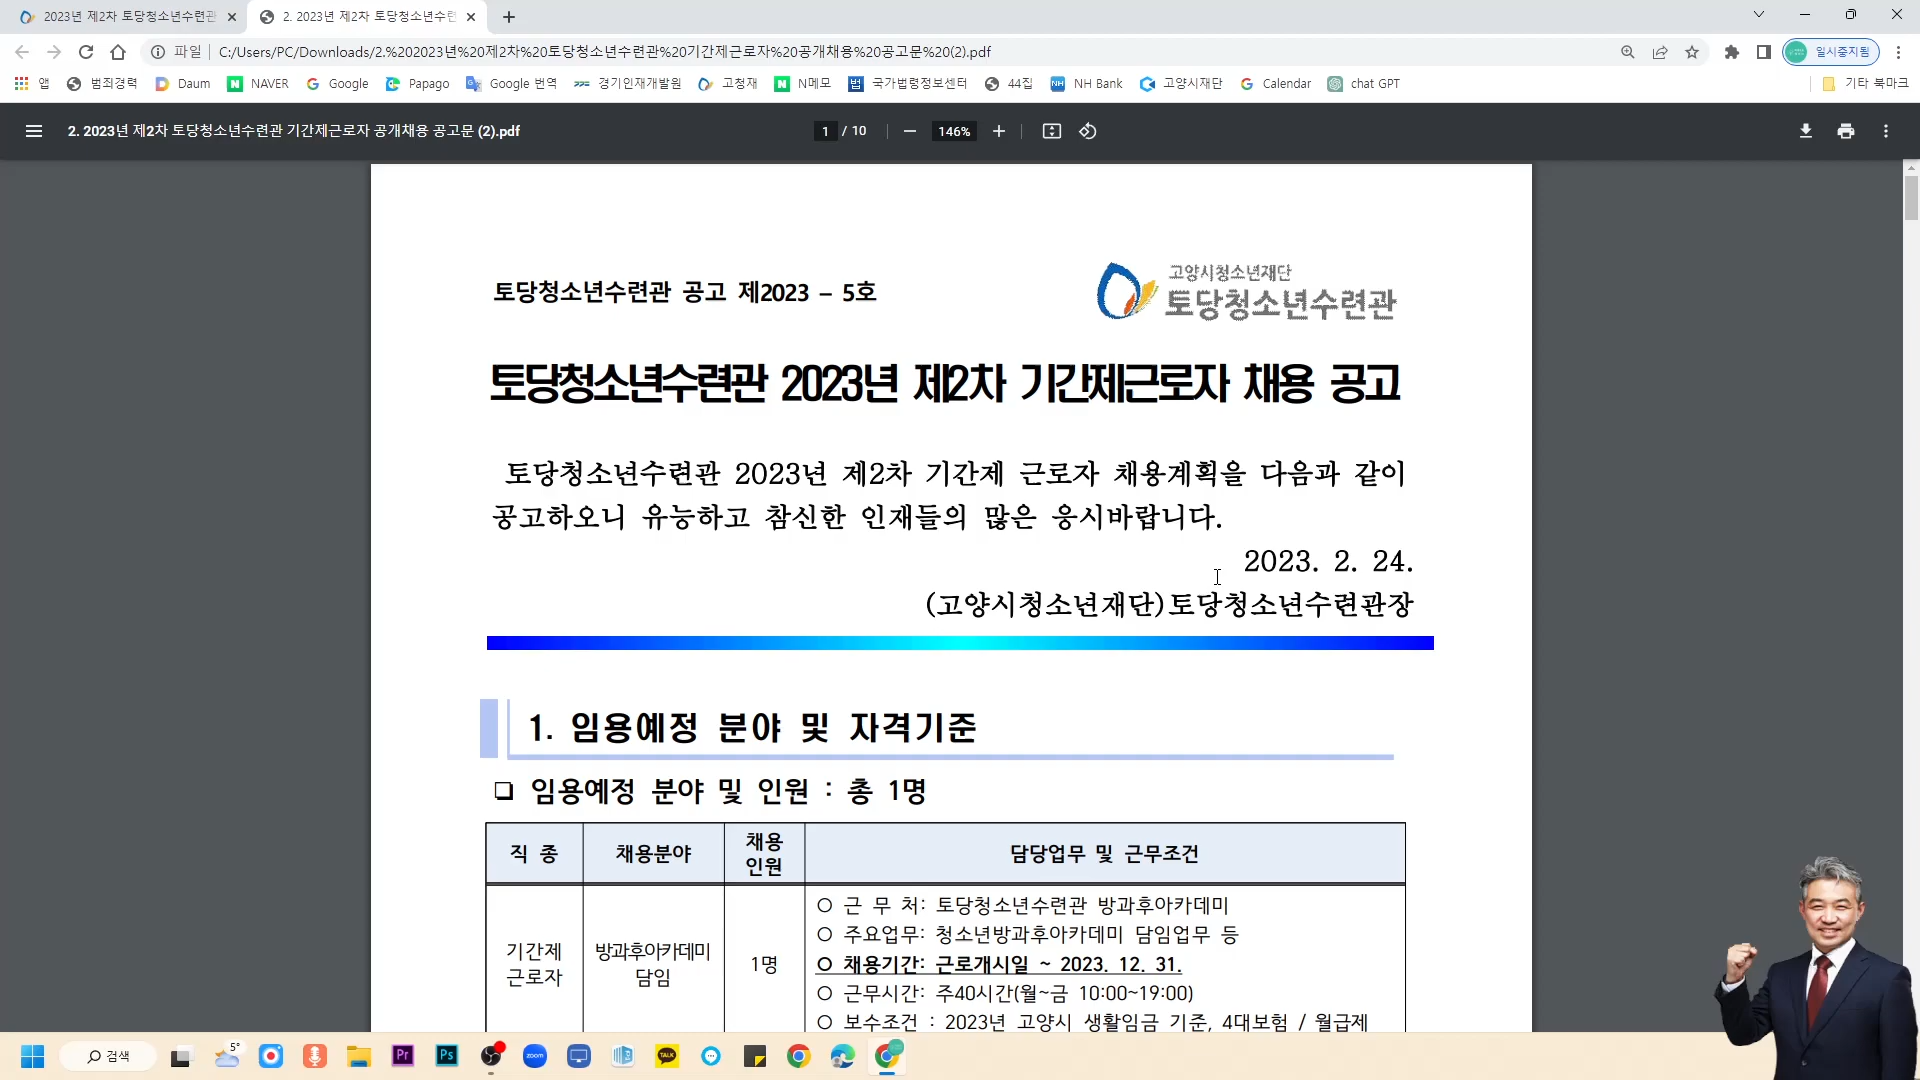 2023년 제2차 토당청소년수련관
2. 2023년 제2차 토당청소년수련
파일
C:/Users/PC/Downloads/2.%202023년%20제2차%20토당청소년수련관%20기간제근로자%20공개채용%20공고문%20(2).pdf
일시중지됨
앱 범죄경력 Daum NAVER Google Papago Google 번역 경기인재개발원 고청재 N메모 국가법령정보센터 44집 NH Bank 고양시재단 Calendar chat GPT 기타 북마크
2. 2023년 제2차 토당청소년수련관 기간제근로자 공개채용 공고문 (2).pdf
1 / 10
146%
고양시청소년재단
토당청소년수련관
토당청소년수련관 공고 제2023 – 5호
토당청소년수련관 2023년 제2차 기간제근로자 채용 공고
토당청소년수련관 2023년 제2차 기간제 근로자 채용계획을 다음과 같이
공고하오니 유능하고 참신한 인재들의 많은 응시바랍니다.
2023. 2. 24.
(고양시청소년재단)토당청소년수련관장
1. 임용예정 분야 및 자격기준
❏ 임용예정 분야 및 인원 : 총 1명
직 종
채용분야
채용
인원
담당업무 및 근무조건
기간제
근로자
방과후아카데미
담임
1명
○ 근 무 처: 토당청소년수련관 방과후아카데미
○ 주요업무: 청소년방과후아카데미 담임업무 등
○ 채용기간: 근로개시일 ~ 2023. 12. 31.
○ 근무시간: 주40시간(월~금 10:00~19:00)
○ 보수조건 : 2023년 고양시 생활임금 기준, 4대보험 / 월급제
검색
5°
Pr
Ps
zoom
TALK